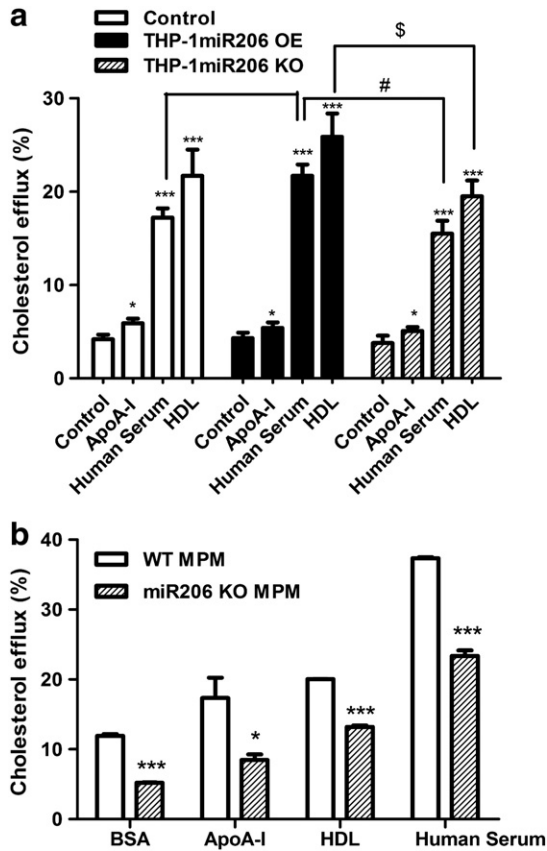 a
Control
THP-1miR206 OE
THP-1miR206 KO
$
#
Cholesterol efflux (%)
30
20
10
0
*** *** *** *** *** ***
* * *
Control ApoA-I Human Serum HDL Control ApoA-I Human Serum HDL Control ApoA-I Human Serum HDL
b
WT MPM
miR206 KO MPM
Cholesterol efflux (%)
40
30
20
10
0
*** * *** ***
BSA ApoA-I HDL Human Serum